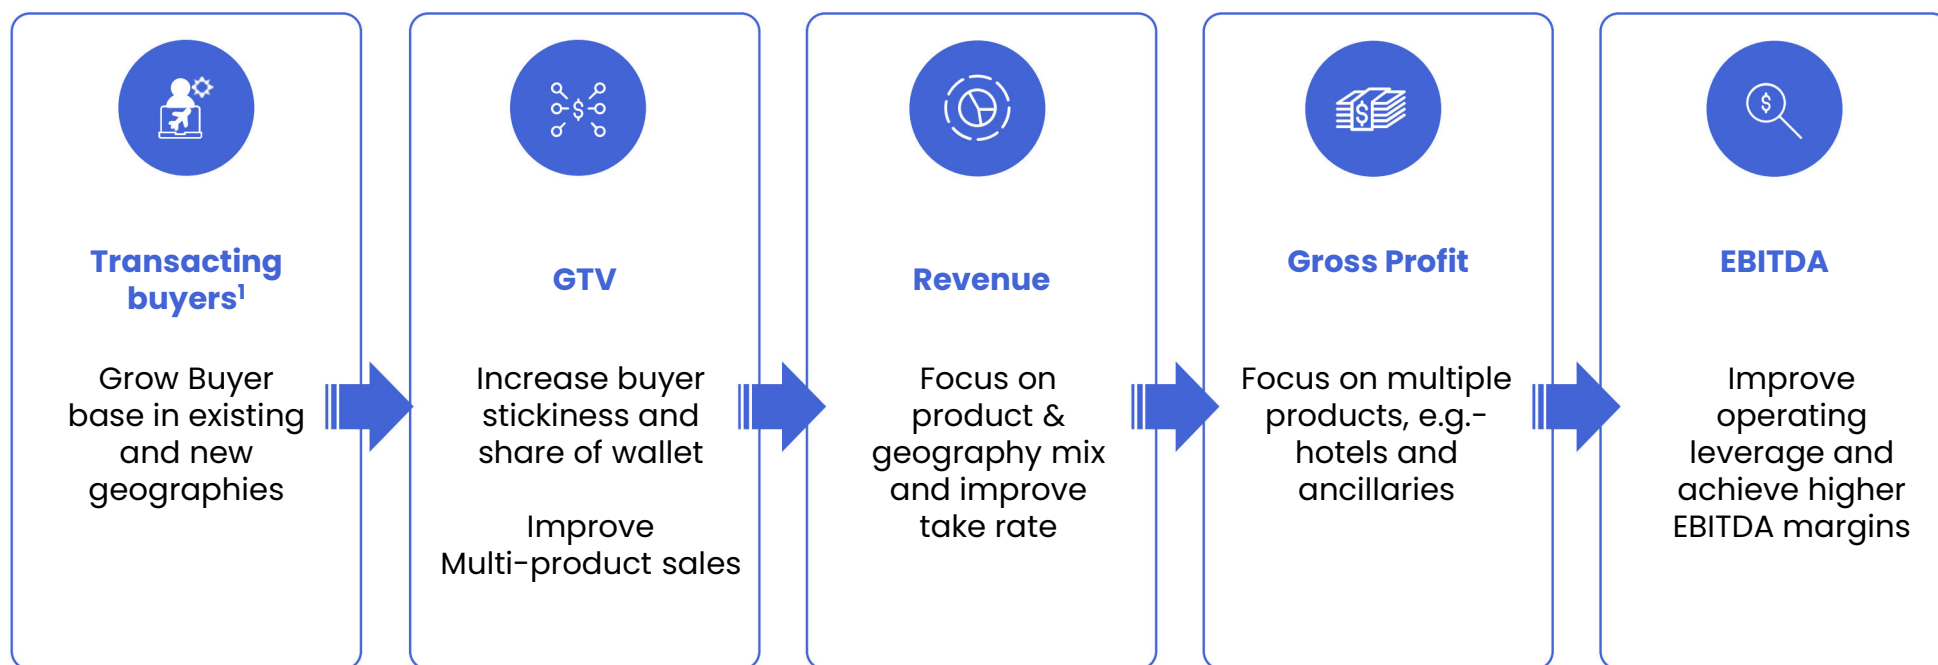 Transacting
buyers¹
Grow Buyer
base in existing
and new
geographies
GTV
Increase buyer
stickiness and
share of wallet
Improve
Multi-product sales
Revenue
Focus on
product &
geography mix
and improve
take rate
Gross Profit
Focus on multiple
products, e.g.-
hotels and
ancillaries
EBITDA
Improve
operating
leverage and
achieve higher
EBITDA margins